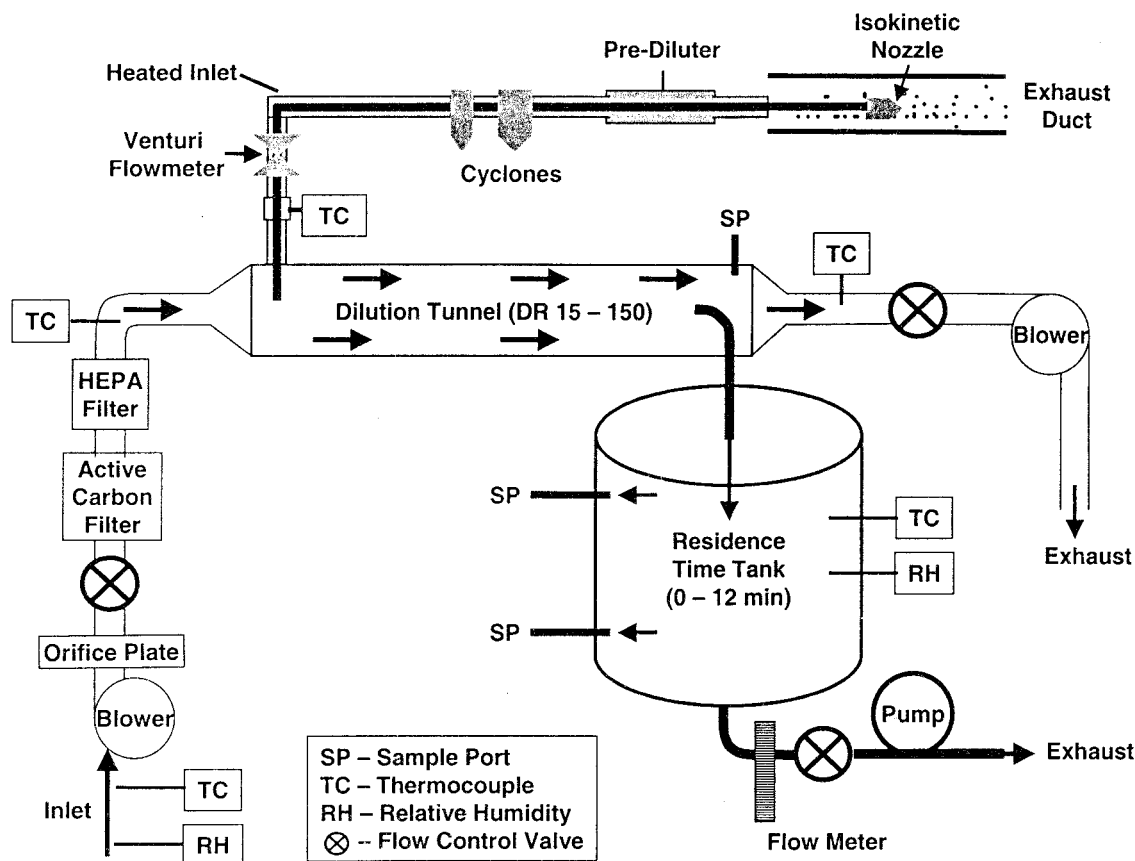 Isokinetic
Nozzle
Pre-Diluter
Heated Inlet
Exhaust
Duct
Venturi
Flowmeter
Cyclones
TC
SP
TC
TC
Dilution Tunnel (DR 15 – 150)
Blower
HEPA
Filter
Active
Carbon
Filter
SP
TC
Residence
Time Tank
(0 – 12 min)
RH
Exhaust
SP
Orifice Plate
Blower
Pump
Exhaust
SP – Sample Port
TC – Thermocouple
RH – Relative Humidity
-- Flow Control Valve
Inlet
TC
RH
Flow Meter